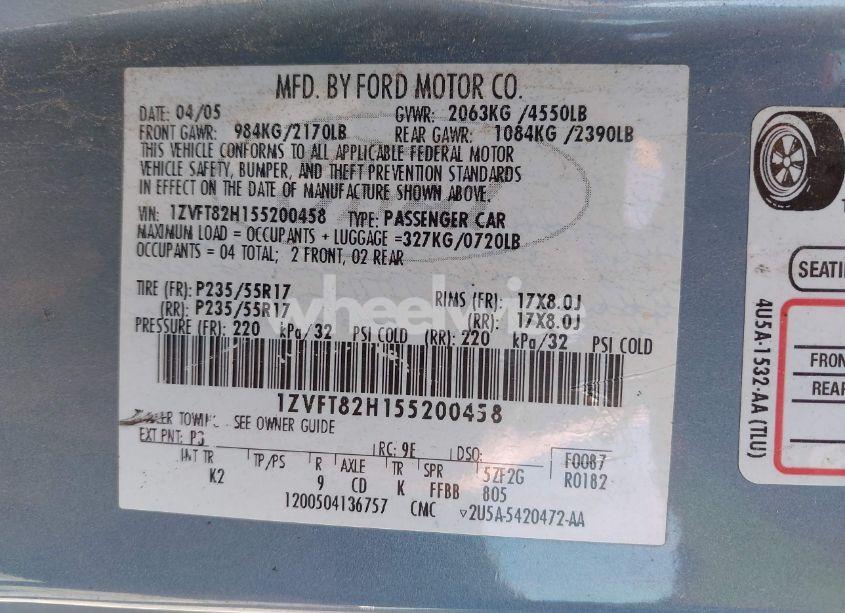 MFD. BY FORD MOTOR CO.
DATE: 04/05 GVWR: 2063KG /4550LB
FRONT GAWR: 984KG/2170LB REAR GAWR: 1084KG /2390LB
THIS VEHICLE CONFORMS TO ALL APPLICABLE FEDERAL MOTOR
VEHICLE SAFETY, BUMPER, AND THEFT PREVENTION STANDARDS
IN EFFECT ON THE DATE OF MANUFACTURE SHOWN ABOVE.
VIN: 1ZVFT82H155200458 TYPE: PASSENGER CAR
MAXIMUM LOAD = OCCUPANTS + LUGGAGE =327KG/0720LB
OCCUPANTS = 04 TOTAL; 2 FRONT, 02 REAR
TIRE (FR): P235/55R17 RIMS (FR): 17X8.0J
(RR): P235/55R17 (RR): 17X8.0J
PRESSURE (FR): 220 kPa/32 PSI COLD (RR): 220 kPa/32 PSI COLD
1ZVFT82H155200458
TOWING - SEE OWNER GUIDE
EXT PNT: RC: 9E DSO: F0087
INT TR TP/PS R AXLE TR SPR 5ZF2G R0182
K2 9 CD K FFBB 805
1200504136757 CMC ▽2U5A-5420472-AA
4U5A-1532-AA (TLU)
SEATI
FRON
REAR
wheelwise